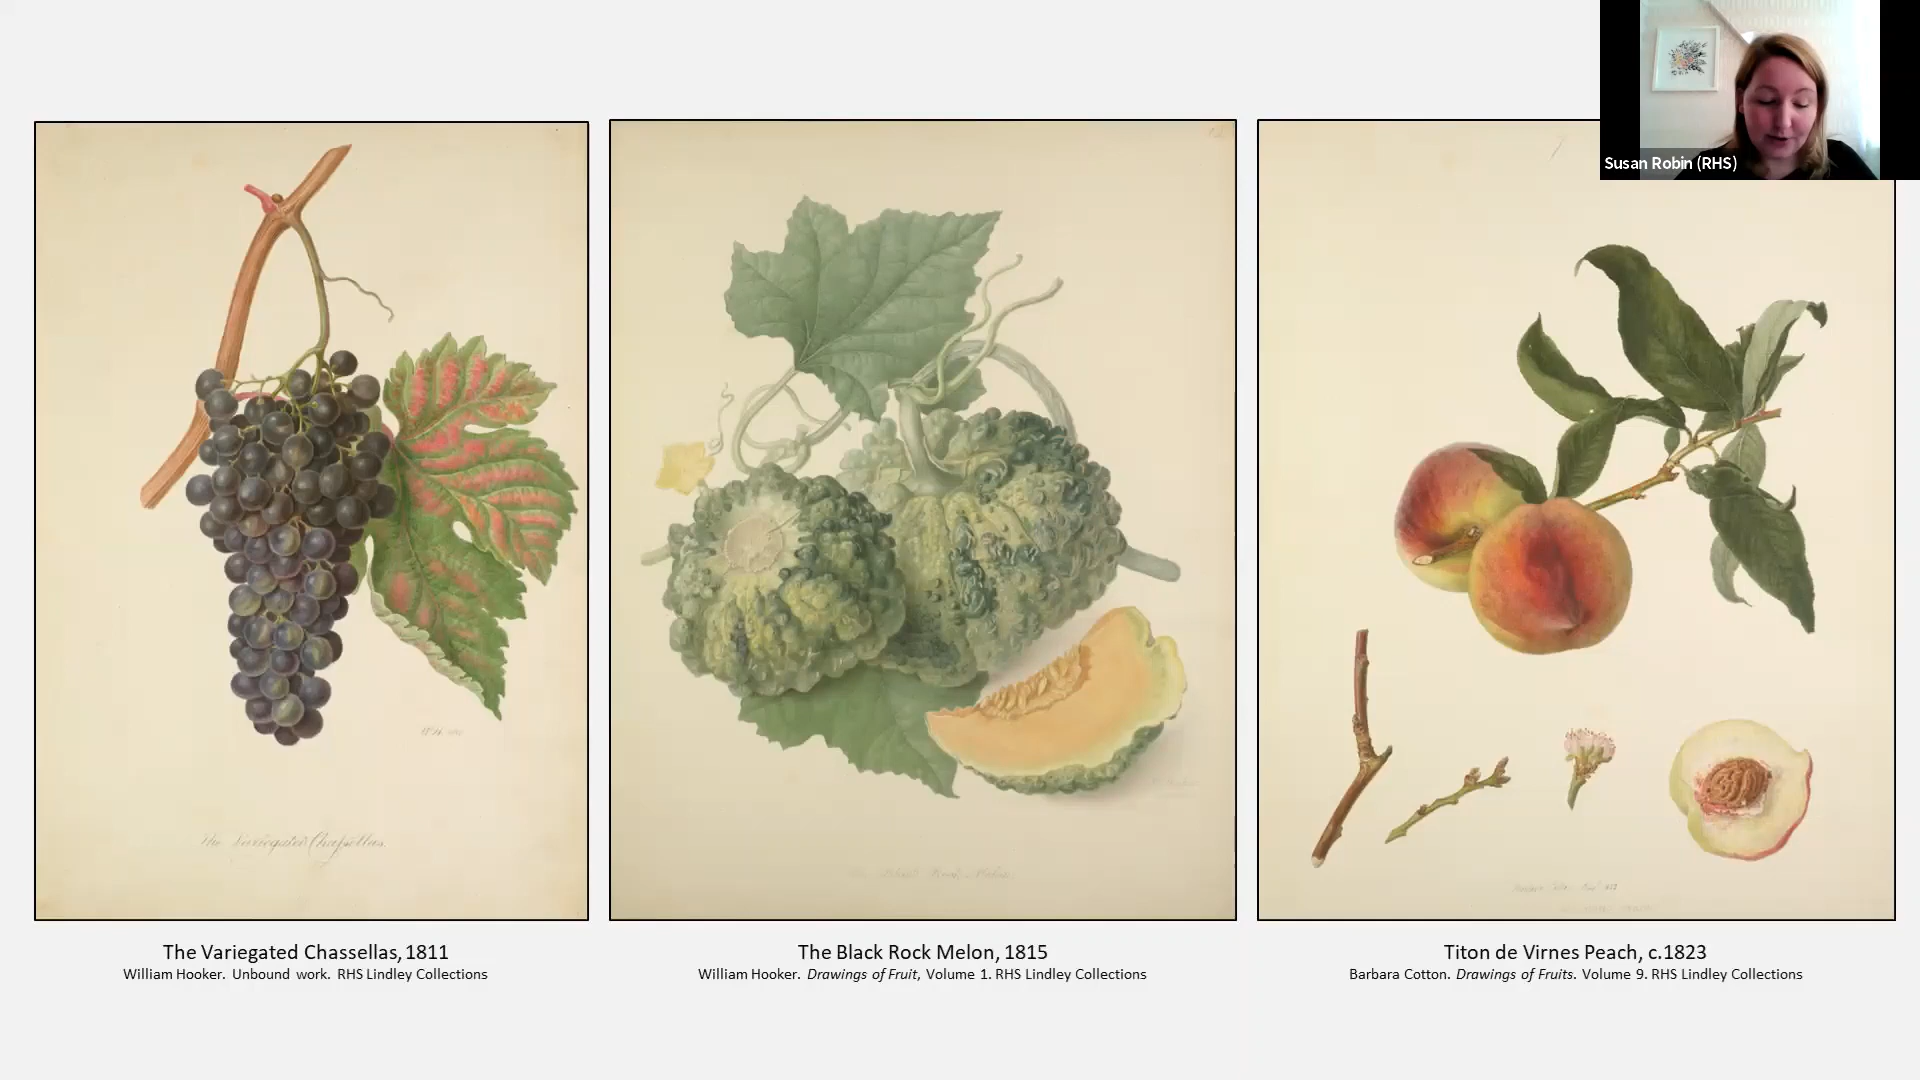 Susan Robin (RHS)
The Variegated Chassellas.
The Variegated Chassellas, 1811
William Hooker. Unbound work. RHS Lindley Collections
The Black Rock Melon, 1815
William Hooker. Drawings of Fruit, Volume 1. RHS Lindley Collections
Titon de Virnes Peach, c.1823
Barbara Cotton. Drawings of Fruits. Volume 9. RHS Lindley Collections